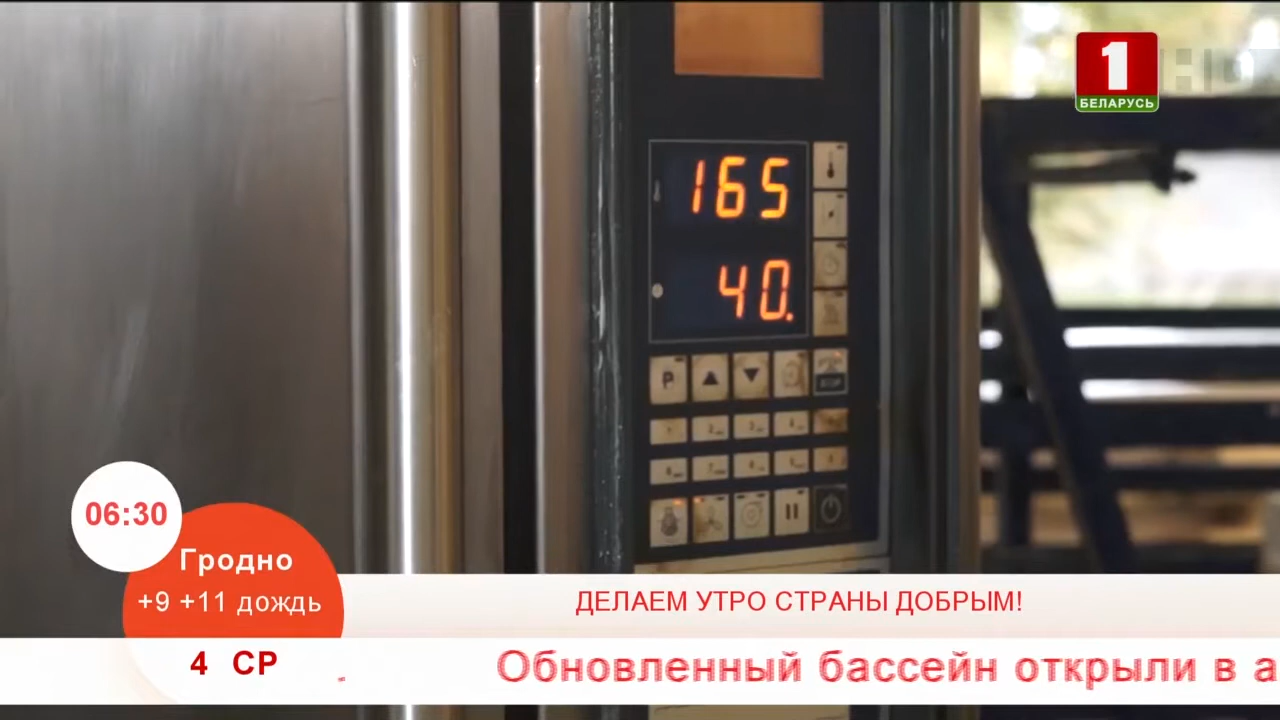 1
БЕЛАРУСЬ
165
40.
P
06:30
Гродно
+9 +11 дождь
ДЕЛАЕМ УТРО СТРАНЫ ДОБРЫМ!
4 СР
Обновленный бассейн открыли в а